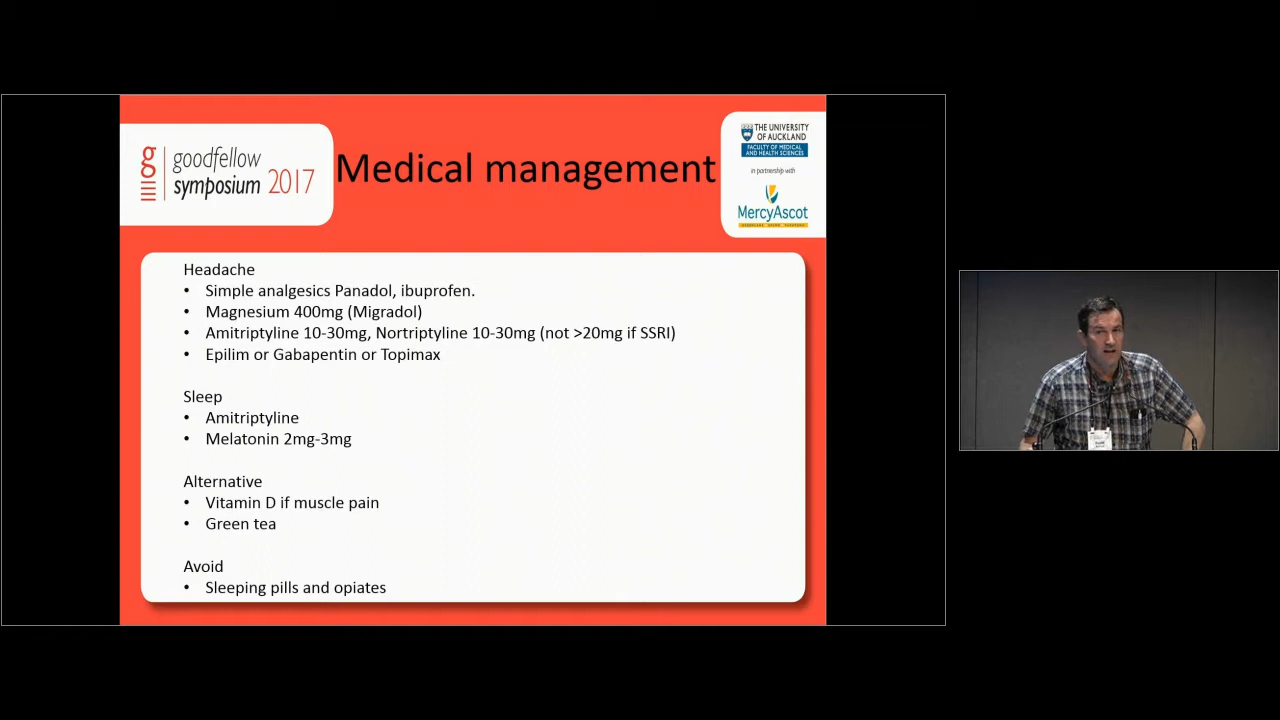 goodfellow
symposium 2017
Medical management
THE UNIVERSITY
OF AUCKLAND
FACULTY OF MEDICAL
AND HEALTH SCIENCES
in partnership with
MercyAscot
Headache
• Simple analgesics Panadol, ibuprofen.
• Magnesium 400mg (Migradol)
• Amitriptyline 10-30mg, Nortriptyline 10-30mg (not >20mg if SSRI)
• Epilim or Gabapentin or Topimax
Sleep
• Amitriptyline
• Melatonin 2mg-3mg
Alternative
• Vitamin D if muscle pain
• Green tea
Avoid
• Sleeping pills and opiates